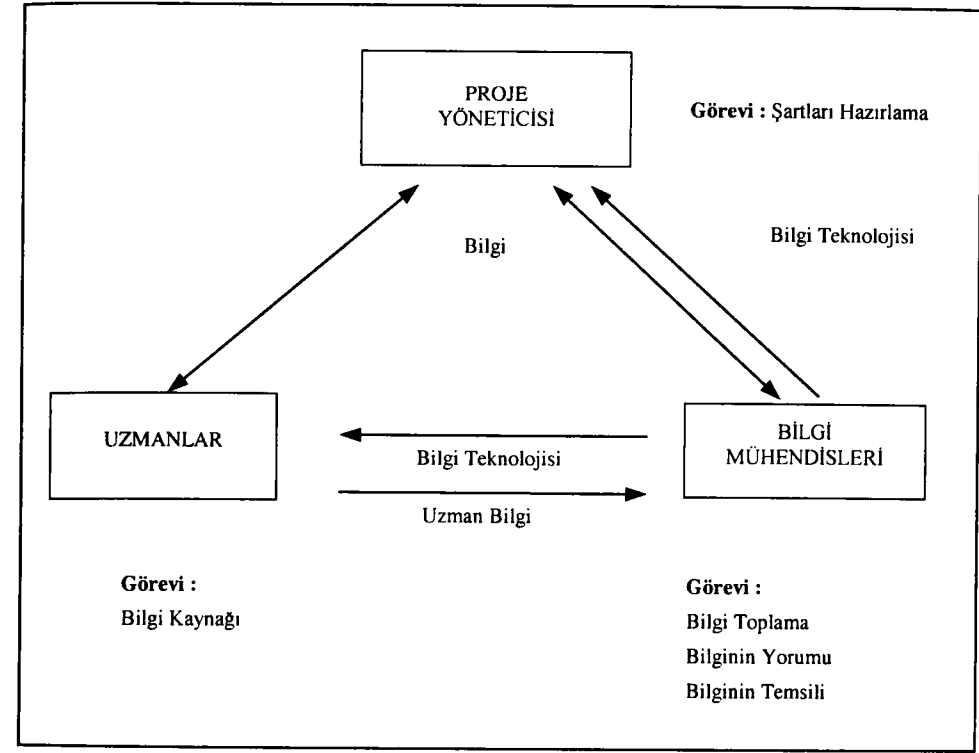 PROJE
YÖNETİCİSİ
Görevi : Şartları Hazırlama
Bilgi
Bilgi Teknolojisi
UZMANLAR
BİLGİ
MÜHENDİSLERİ
Bilgi Teknolojisi
Uzman Bilgi
Görevi :
Bilgi Kaynağı
Görevi :
Bilgi Toplama
Bilginin Yorumu
Bilginin Temsili